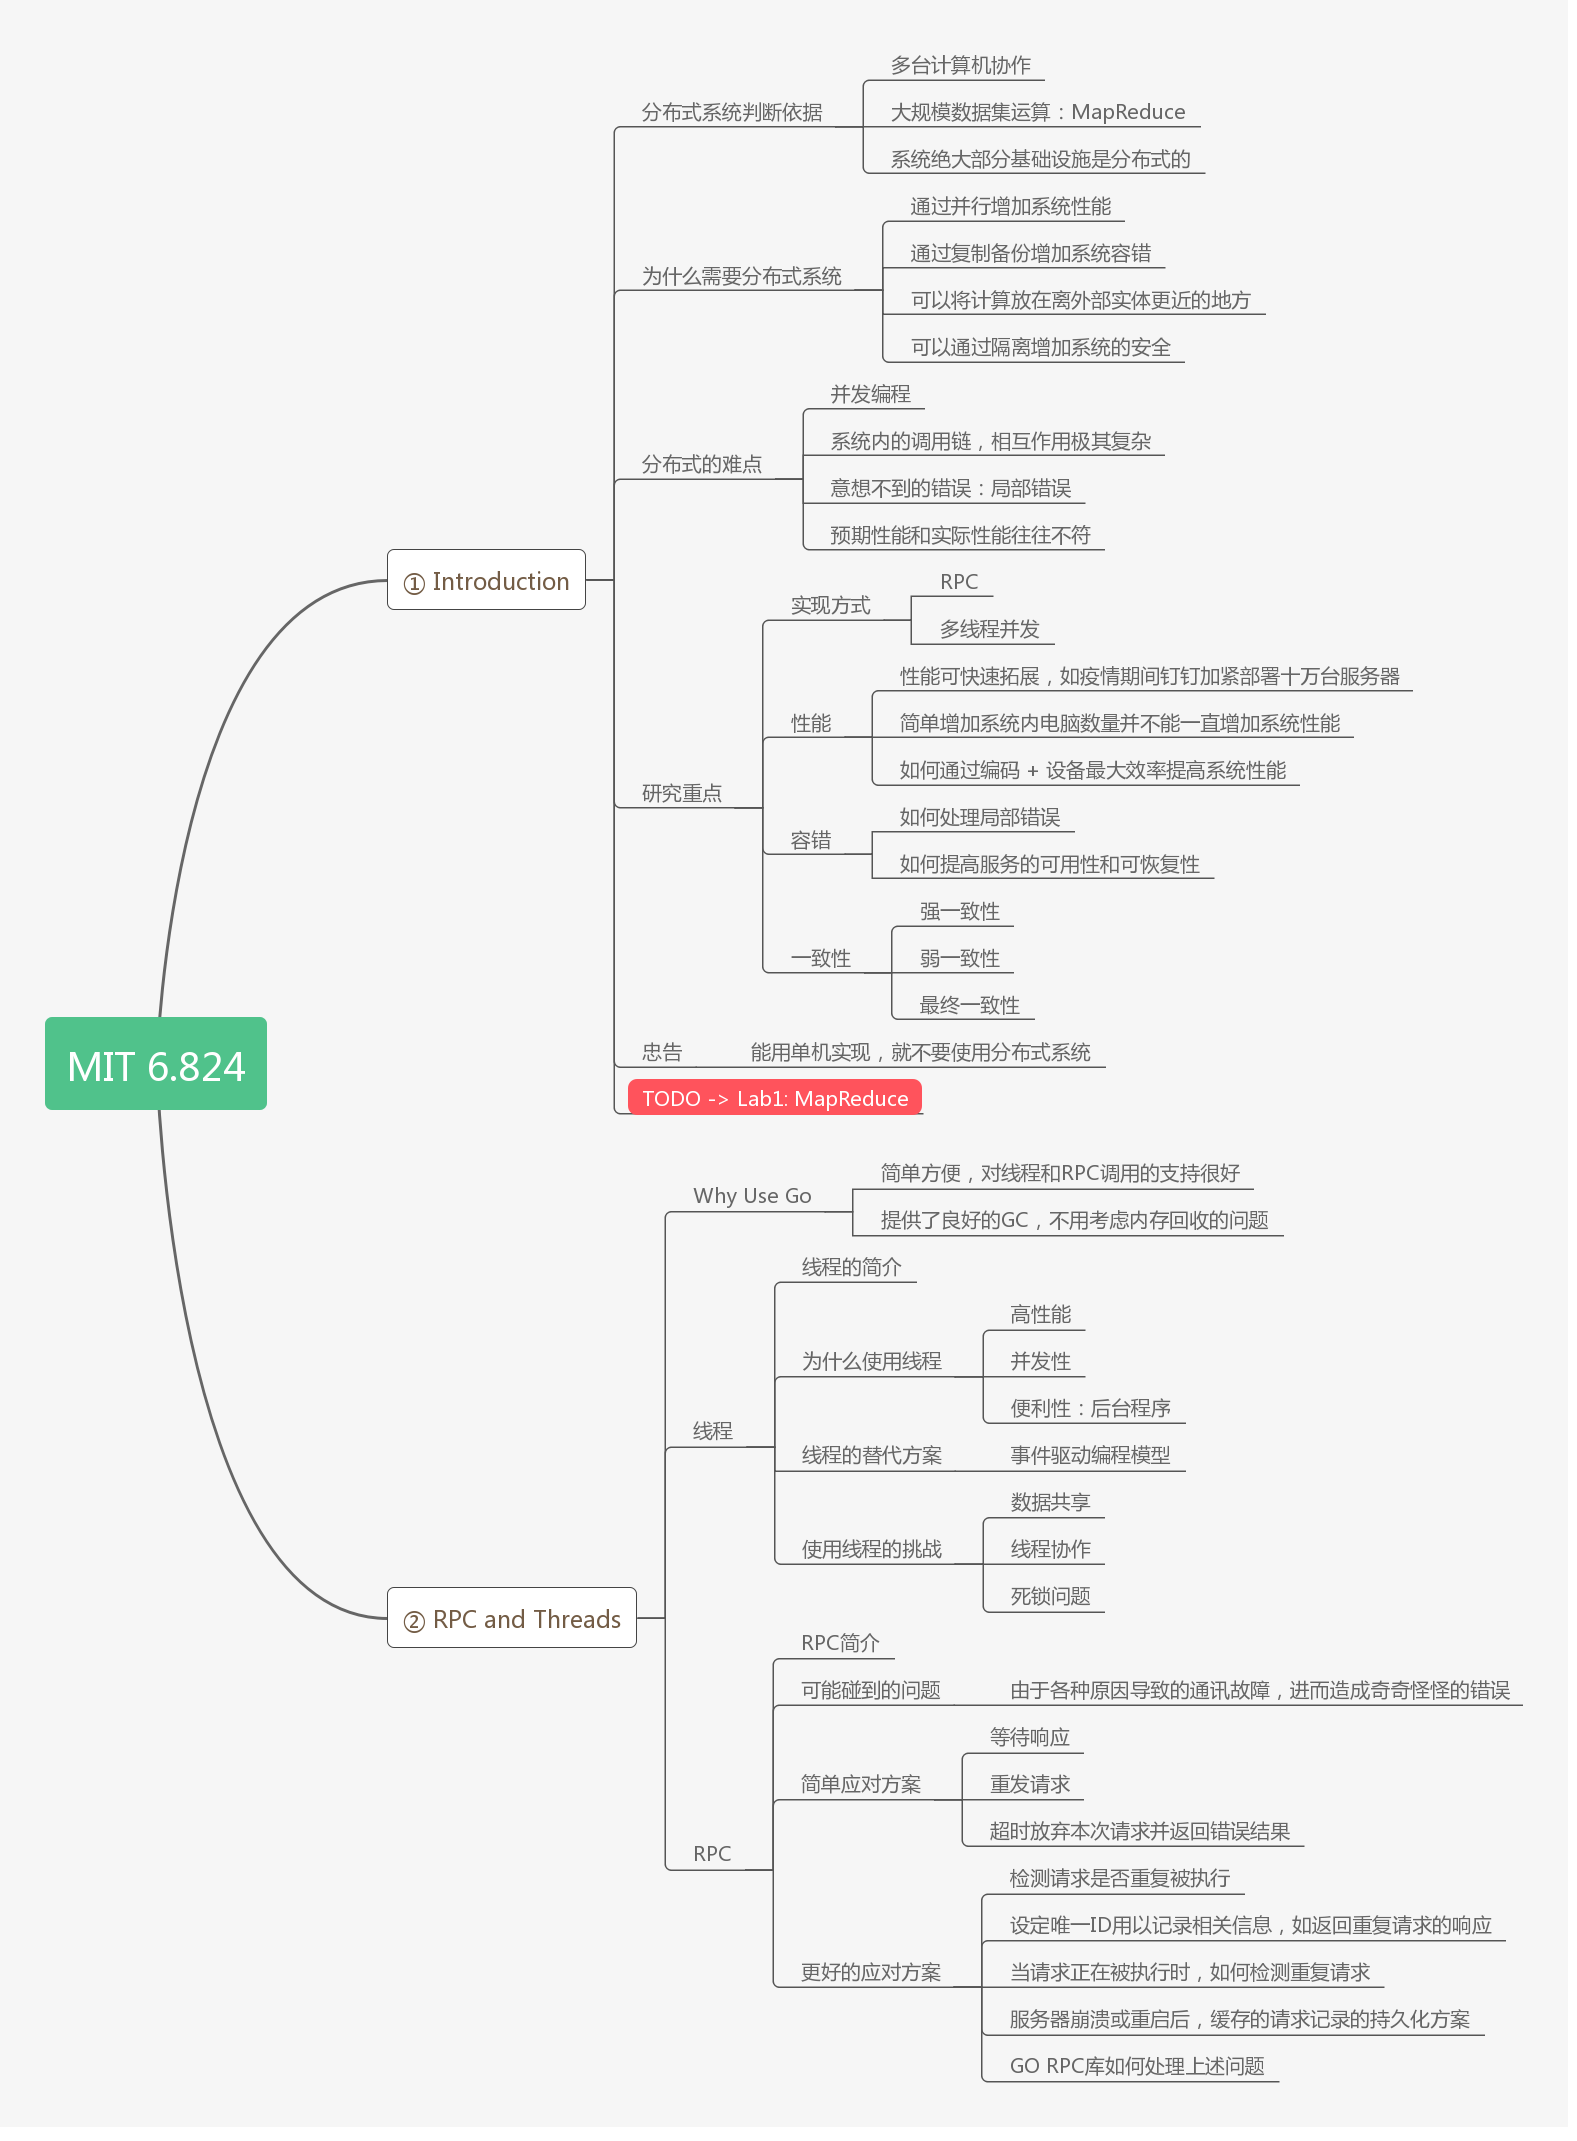 MIT 6.824
① Introduction
分布式系统判断依据
多台计算机协作
大规模数据集运算：MapReduce
系统绝大部分基础设施是分布式的
为什么需要分布式系统
通过并行增加系统性能
通过复制备份增加系统容错
可以将计算放在离外部实体更近的地方
可以通过隔离增加系统的安全
分布式的难点
并发编程
系统内的调用链，相互作用极其复杂
意想不到的错误：局部错误
预期性能和实际性能往往不符
研究重点
实现方式
RPC
多线程并发
性能
性能可快速拓展，如疫情期间钉钉加紧部署十万台服务器
简单增加系统内电脑数量并不能一直增加系统性能
如何通过编码 + 设备最大效率提高系统性能
容错
如何处理局部错误
如何提高服务的可用性和可恢复性
一致性
强一致性
弱一致性
最终一致性
忠告
能用单机实现，就不要使用分布式系统
TODO -> Lab1: MapReduce
② RPC and Threads
Why Use Go
简单方便，对线程和RPC调用的支持很好
提供了良好的GC，不用考虑内存回收的问题
线程
线程的简介
为什么使用线程
高性能
并发性
便利性：后台程序
线程的替代方案
事件驱动编程模型
使用线程的挑战
数据共享
线程协作
死锁问题
RPC
RPC简介
可能碰到的问题
由于各种原因导致的通讯故障，进而造成奇奇怪怪的错误
简单应对方案
等待响应
重发请求
超时放弃本次请求并返回错误结果
更好的应对方案
检测请求是否重复被执行
设定唯一ID用以记录相关信息，如返回重复请求的响应
当请求正在被执行时，如何检测重复请求
服务器崩溃或重启后，缓存的请求记录的持久化方案
GO RPC库如何处理上述问题